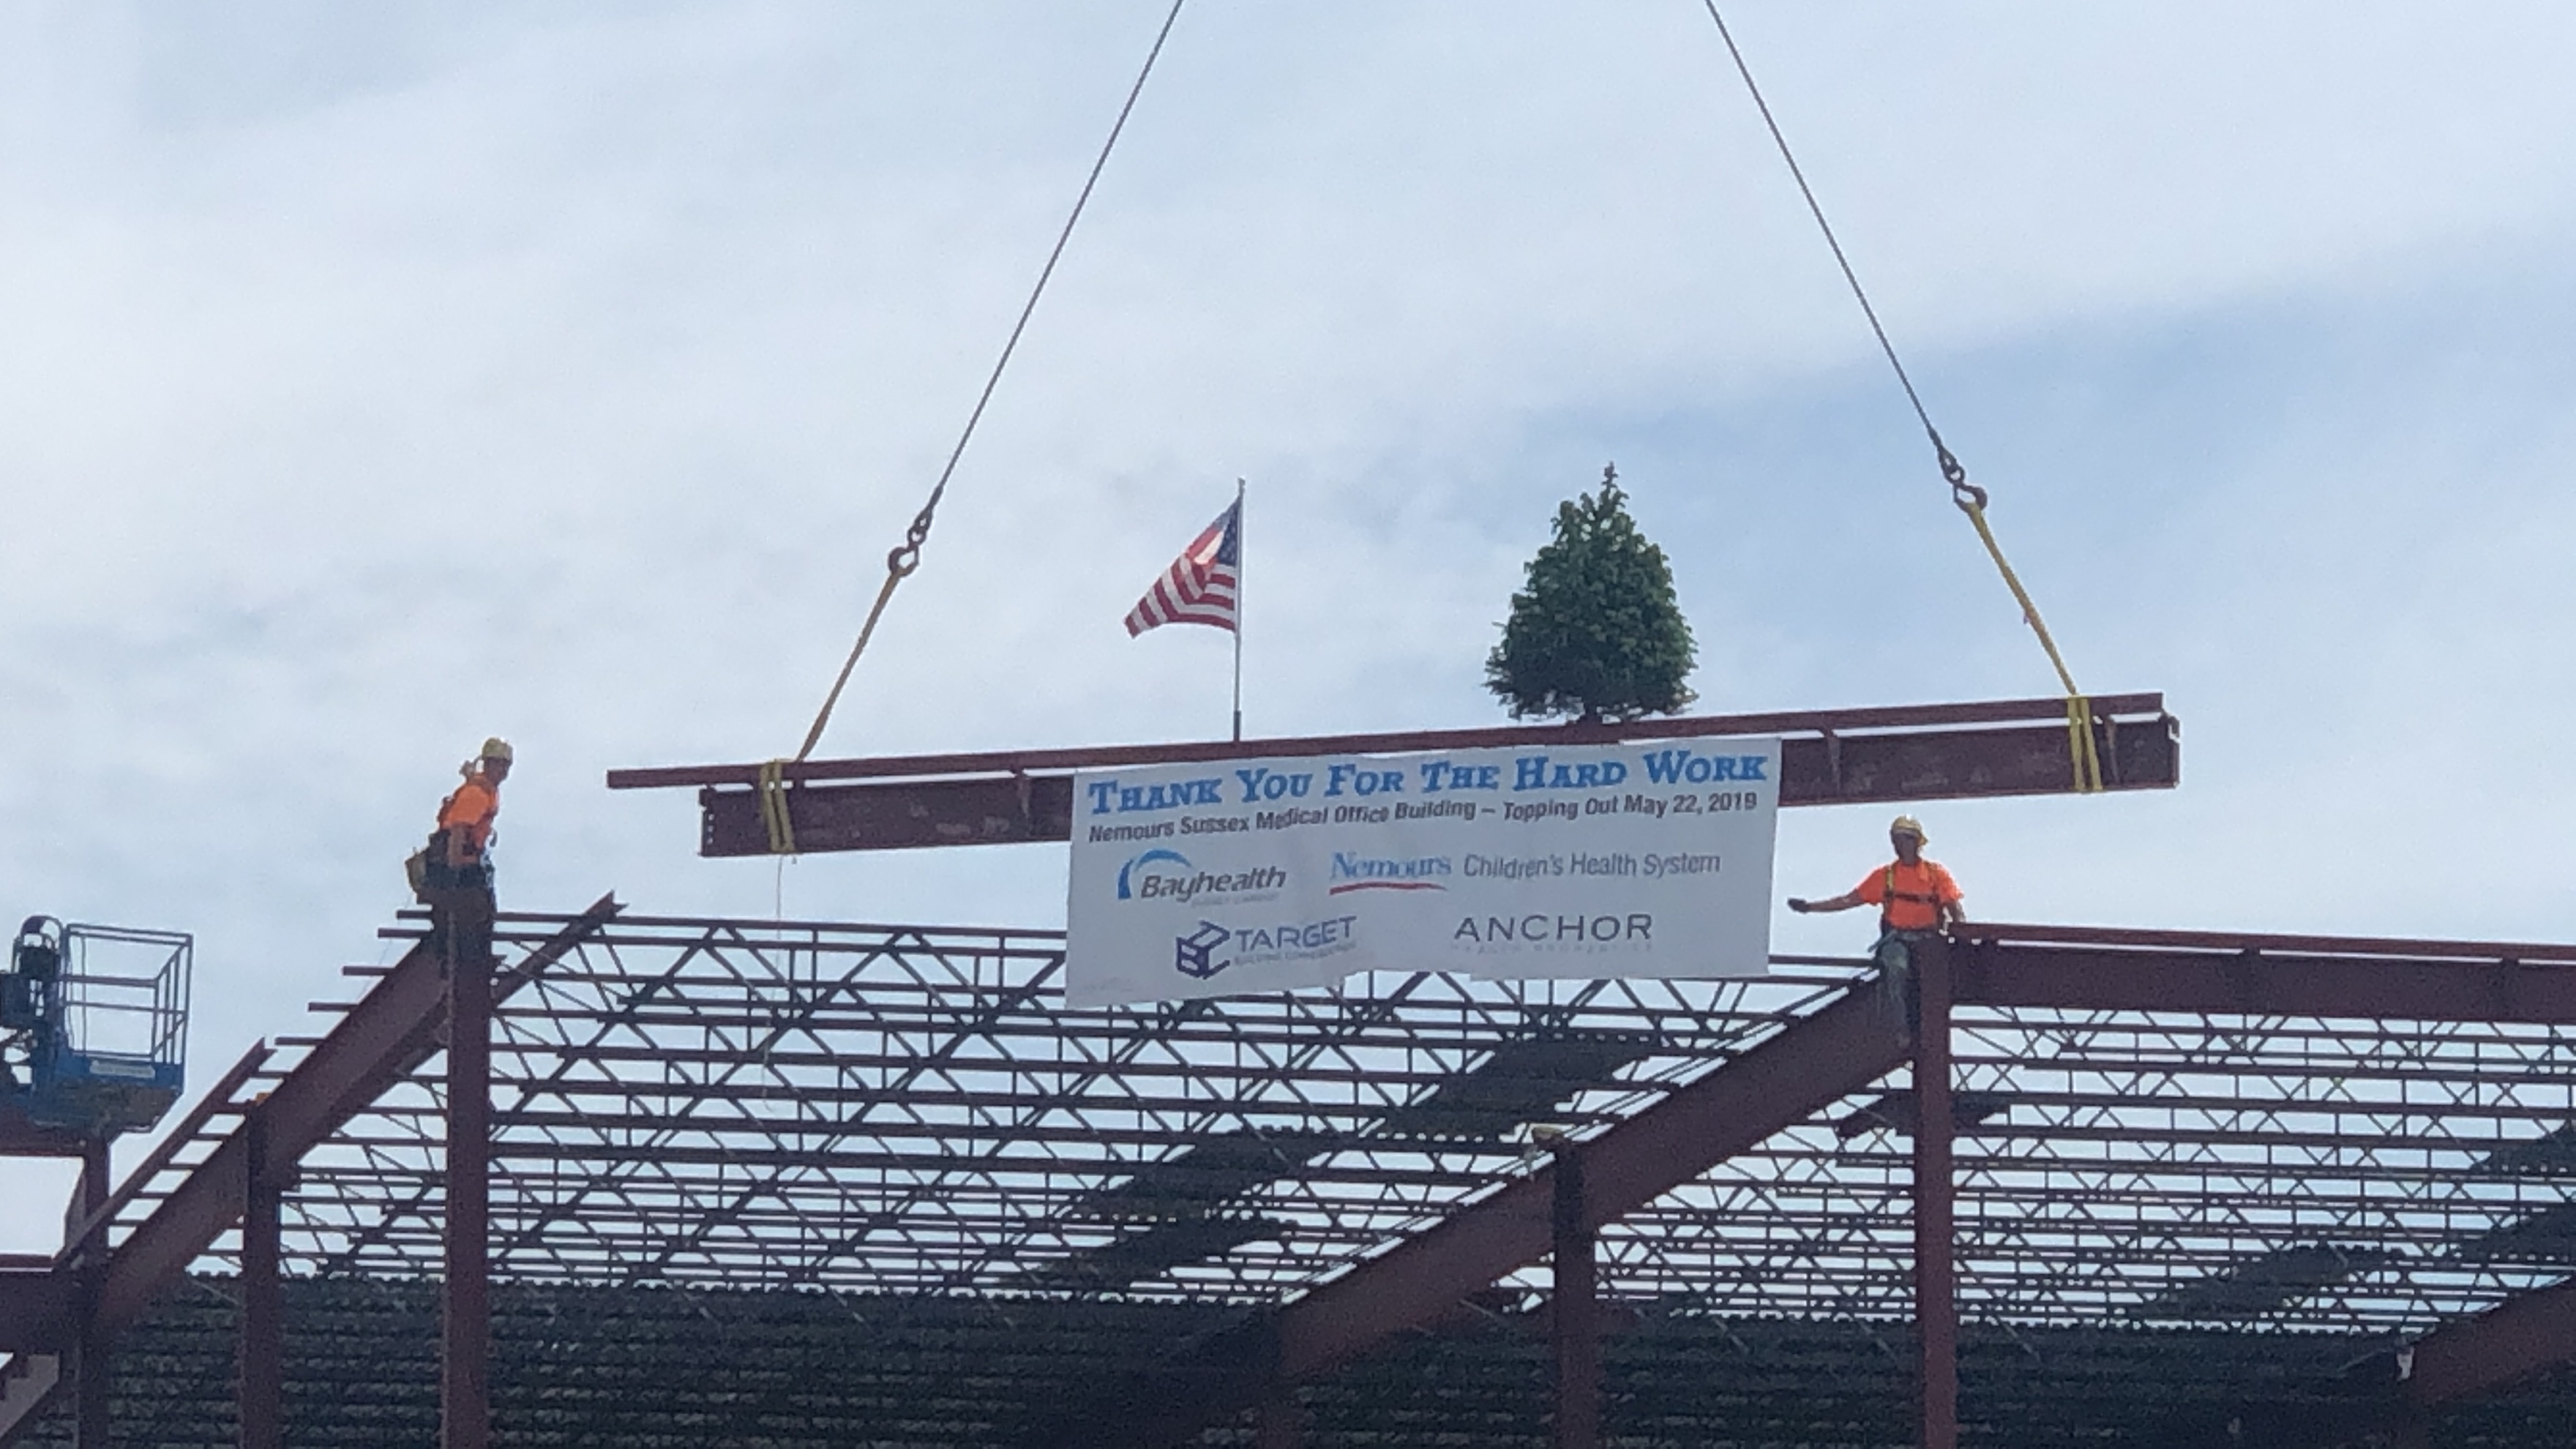 THANK YOU FOR THE HARD WORK
Nemours Sussex Medical Office Building – Topping Out May 22, 2019
Bayhealth
Nemours Children's Health System
TARGET
ANCHOR